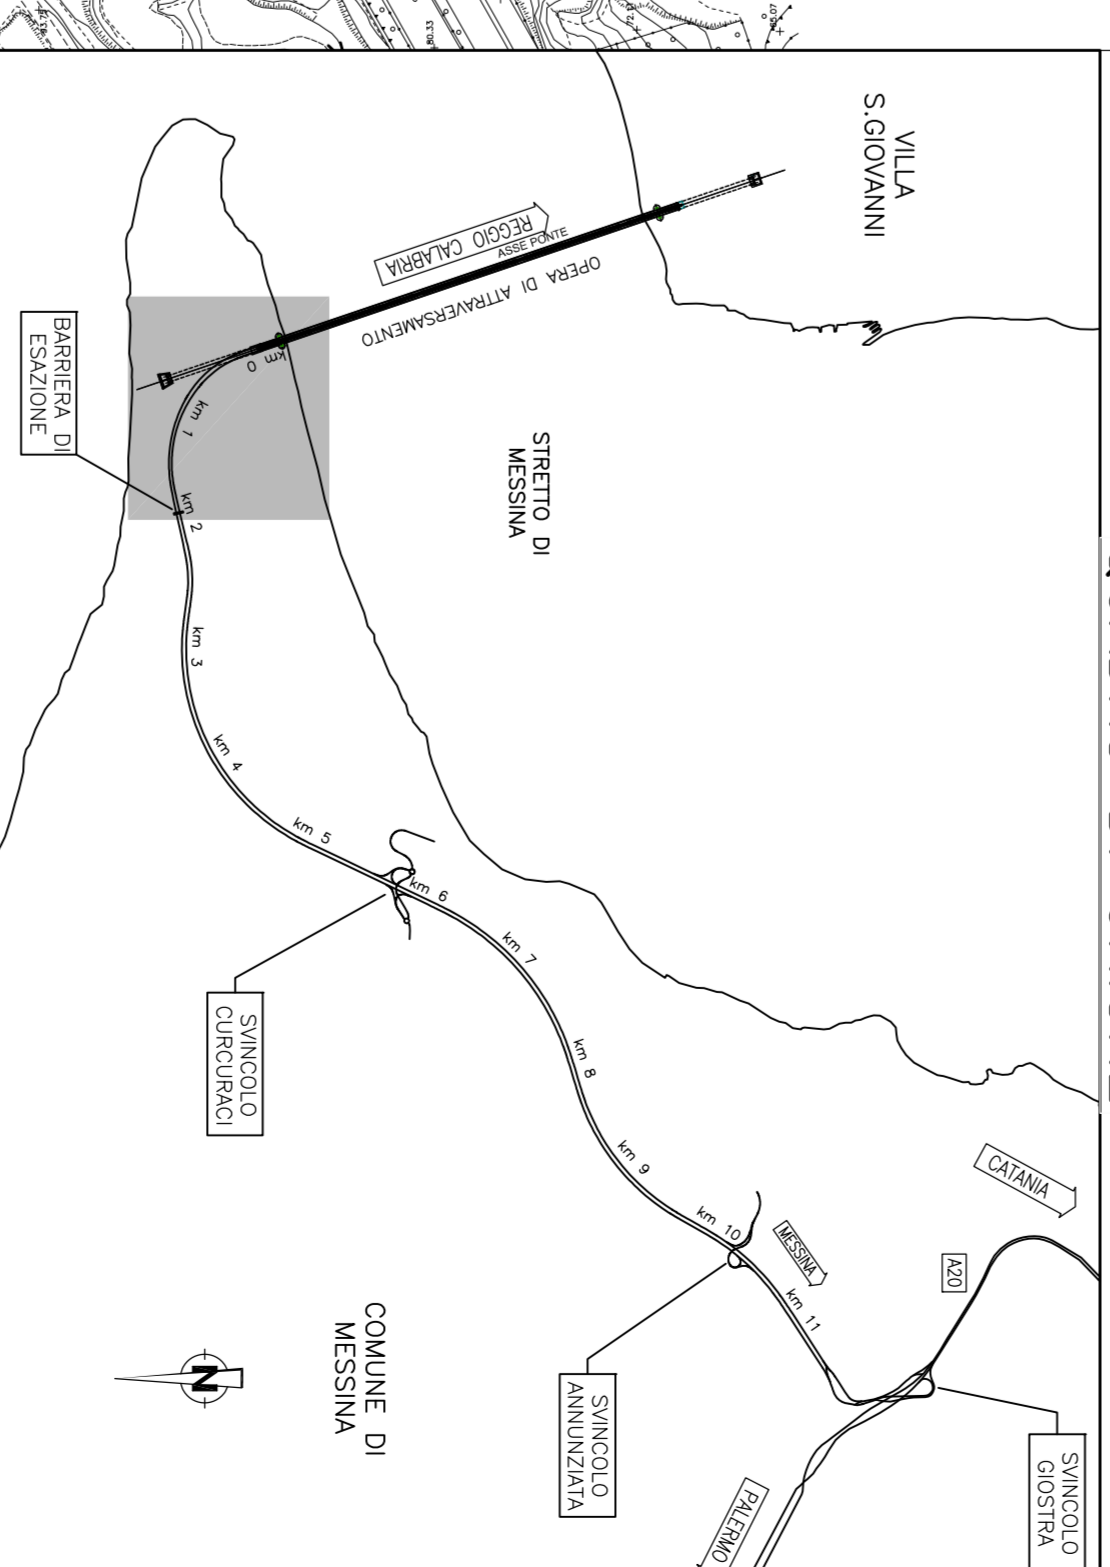 85.07
80.33
VILLA
S.GIOVANNI
REGGIO CALABRIA
ASSE PONTE
OPERA DI ATTRAVERSAMENTO
STRETTO DI
MESSINA
BARRIERA DI
ESAZIONE
km 0
km 1
km 2
km 3
km 4
km 5
km 6
km 7
km 8
km 9
km 10
km 11
SVINCOLO
CURCURACI
SVINCOLO
ANNUNZIATA
SVINCOLO
GIOSTRA
MESSINA
CATANIA
A20
PALERMO
COMUNE DI
MESSINA
N